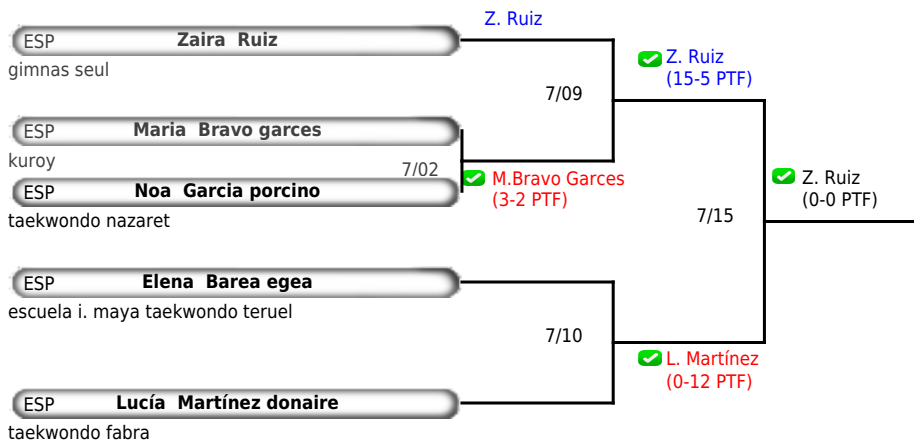 Z. Ruiz
ESP Zaira Ruiz
gimnas seul
Z. Ruiz
(15-5 PTF)
7/09
ESP Maria Bravo garces
kuroy
7/02
M.Bravo Garces
(3-2 PTF)
ESP Noa Garcia porcino
taekwondo nazaret
Z. Ruiz
(0-0 PTF)
7/15
ESP Elena Barea egea
escuela i. maya taekwondo teruel
7/10
L. Martínez
(0-12 PTF)
ESP Lucía Martínez donaire
taekwondo fabra